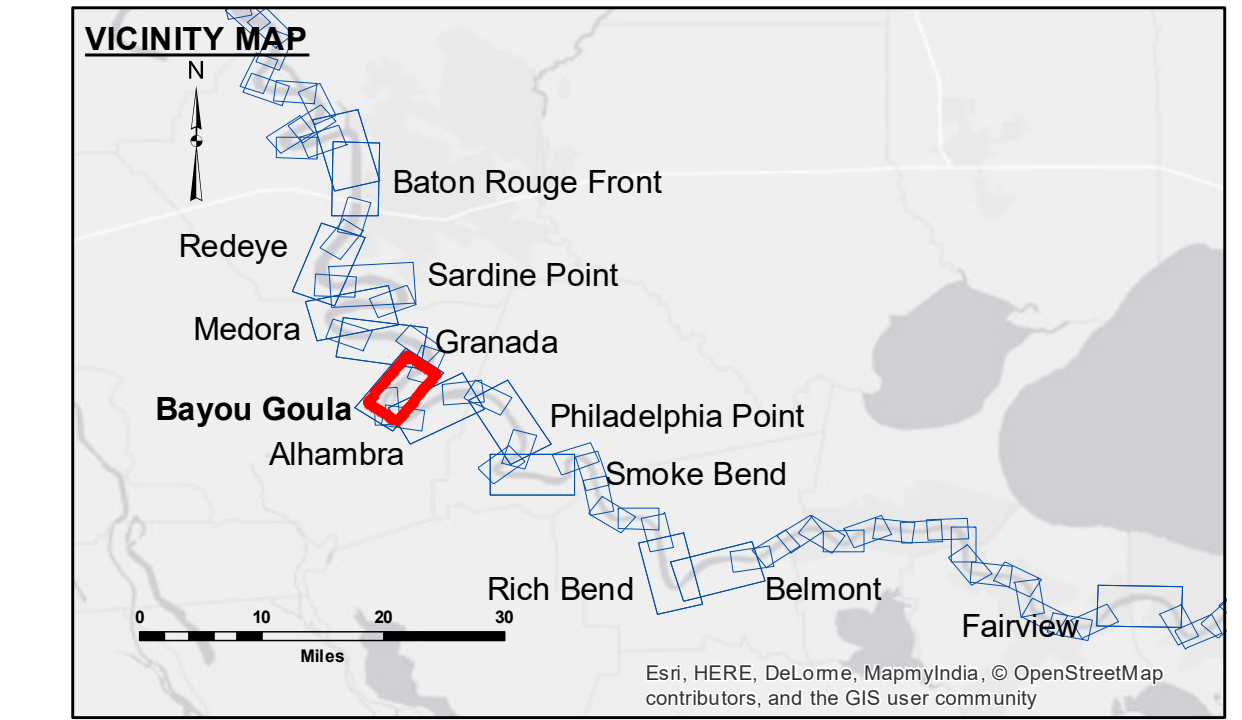 VICINITY MAP
N
Baton Rouge Front
Redeye
Sardine Point
Medora
Granada
Bayou Goula
Philadelphia Point
Alhambra
Smoke Bend
Rich Bend
Belmont
Fairview
0 10 20 30
Miles
Esri, HERE, DeLorme, MapmyIndia, © OpenStreetMap
contributors, and the GIS user community